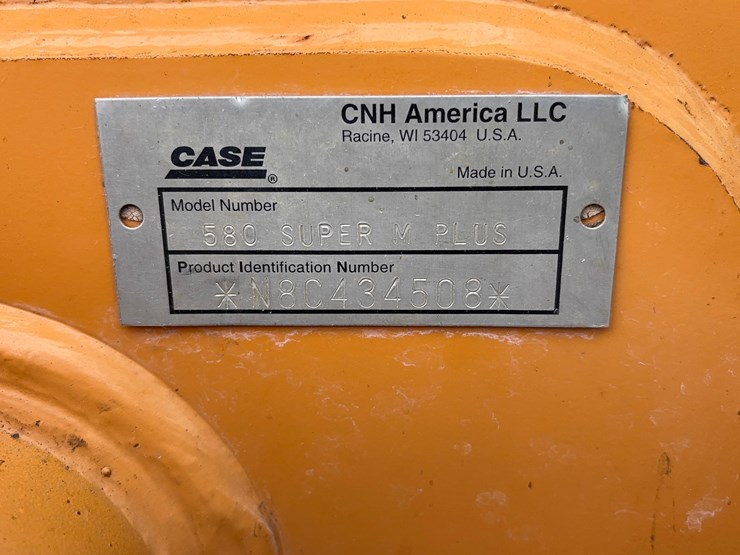 CNH America LLC
Racine, WI 53404 U.S.A.
CASE
®
Made in U.S.A.
Model Number
580 SUPER M PLUS
Product Identification Number
*N8C434508*